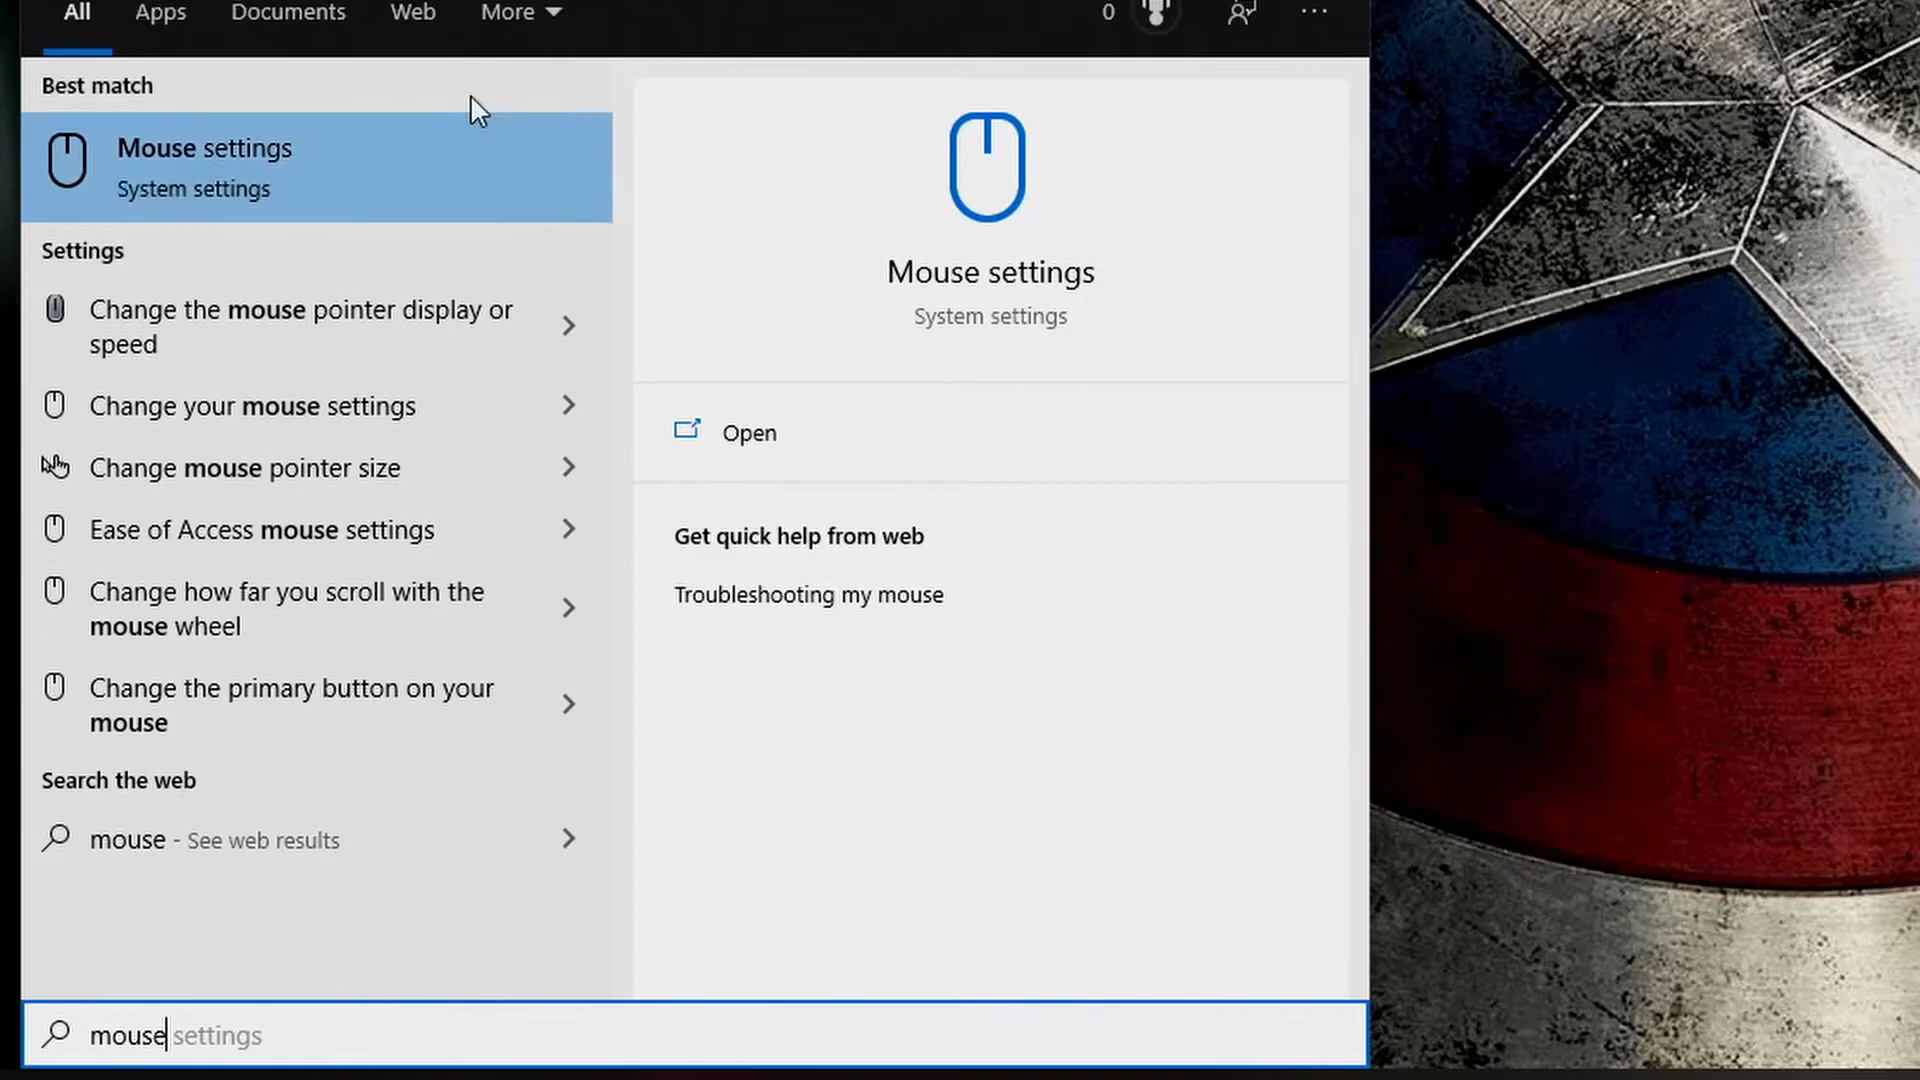 All Apps Documents Web More 0
Best match
Mouse settings
System settings
Settings
Change the mouse pointer display or
speed
Change your mouse settings
Change mouse pointer size
Ease of Access mouse settings
Change how far you scroll with the
mouse wheel
Change the primary button on your
mouse
Search the web
mouse - See web results
Mouse settings
System settings
Open
Get quick help from web
Troubleshooting my mouse
mouse settings